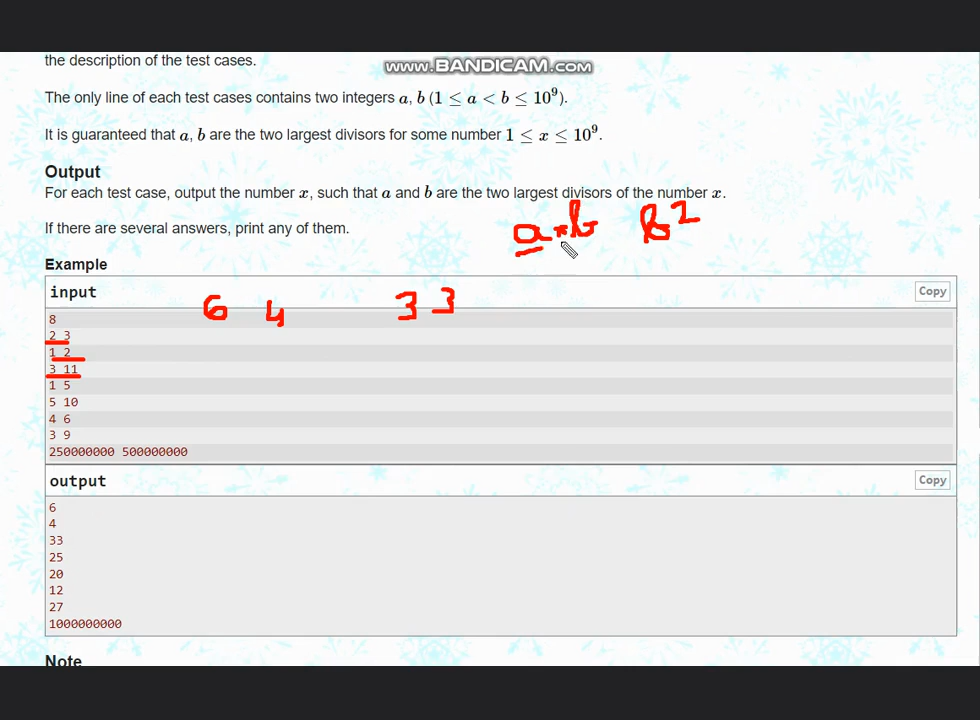 the description of the test cases.
www.BANDICAM.com
The only line of each test cases contains two integers a, b (1 ≤ a < b ≤ 10⁹).
It is guaranteed that a, b are the two largest divisors for some number 1 ≤ x ≤ 10⁹.
Output
For each test case, output the number x, such that a and b are the two largest divisors of the number x.
If there are several answers, print any of them.
a * b b²
Example
input Copy
6 4 3 3
8
2 3
1 2
3 11
1 5
5 10
4 6
3 9
250000000 500000000
output Copy
6
4
33
25
20
12
27
1000000000
Note